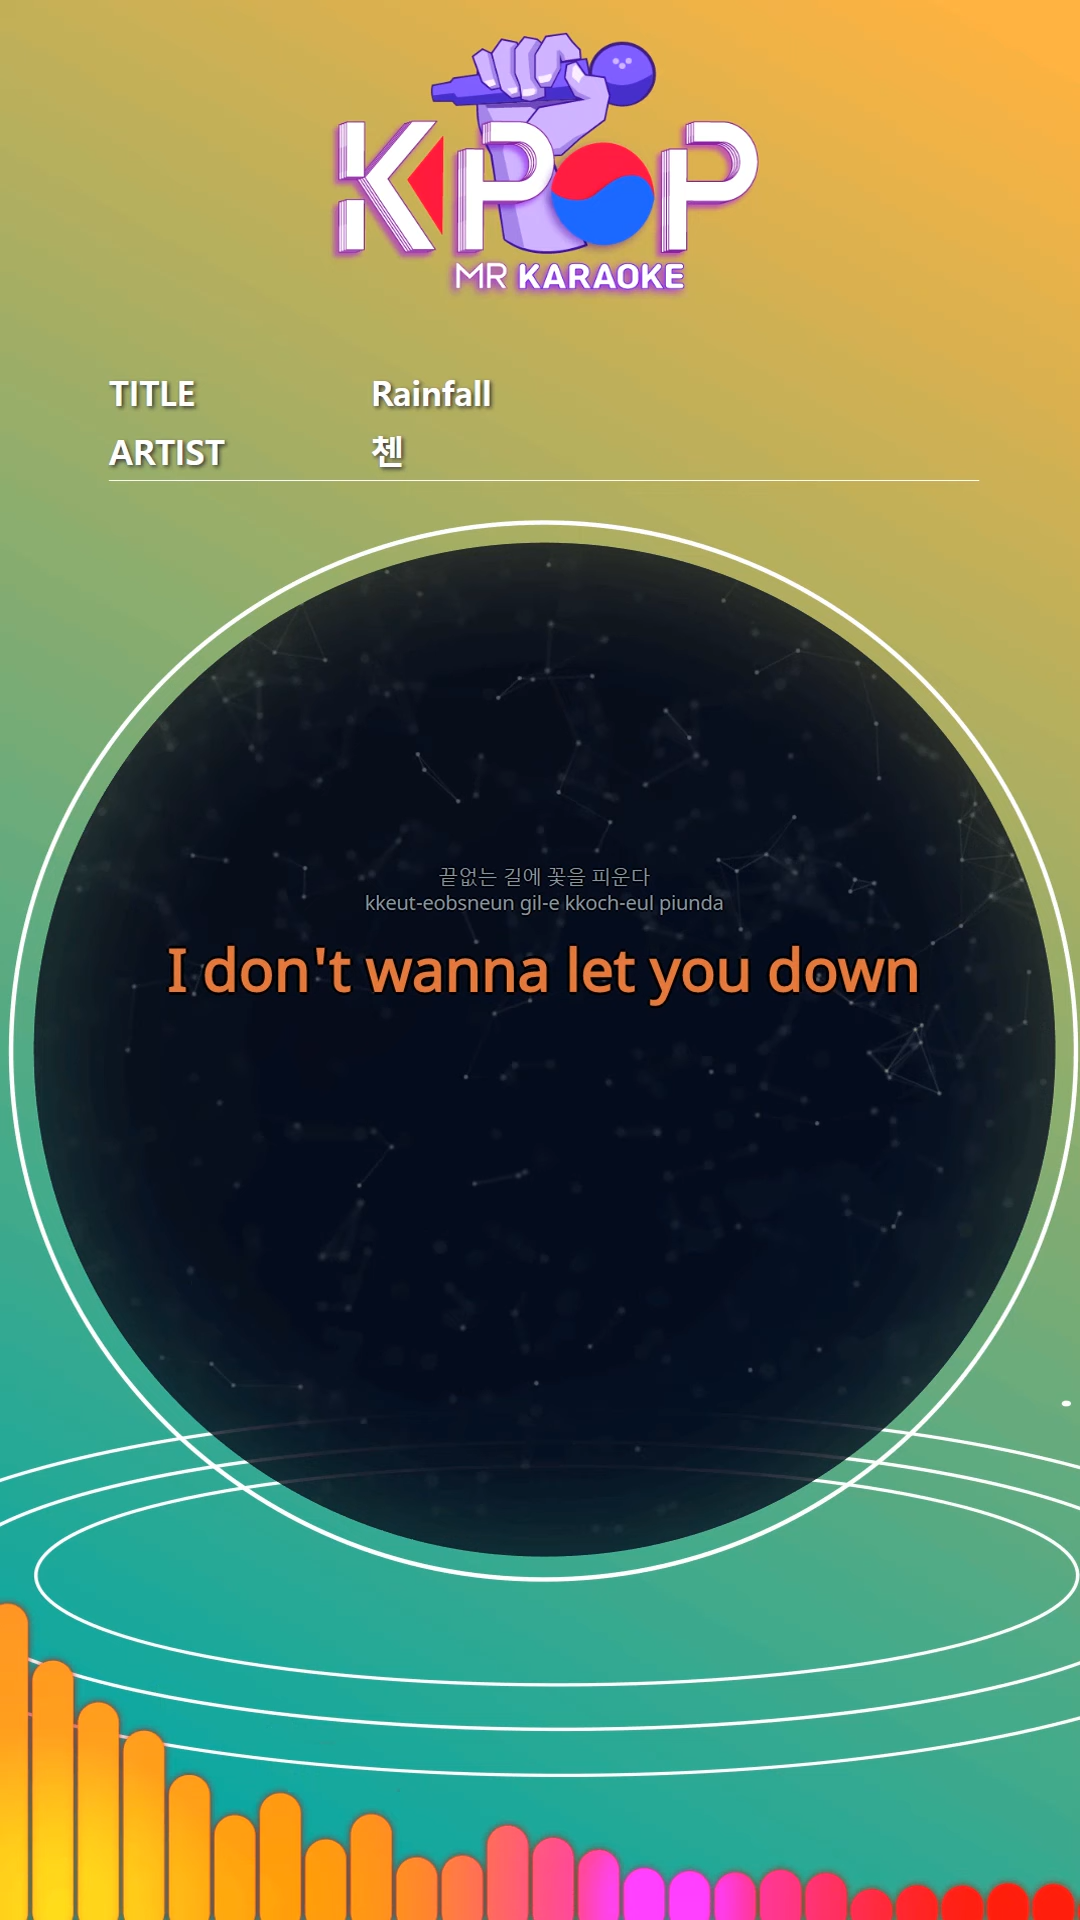 KPOP
MR KARAOKE
TITLE Rainfall
ARTIST 첸
끝없는 길에 꽃을 피운다
kkeut-eobsneun gil-e kkoch-eul piunda
I don't wanna let you down